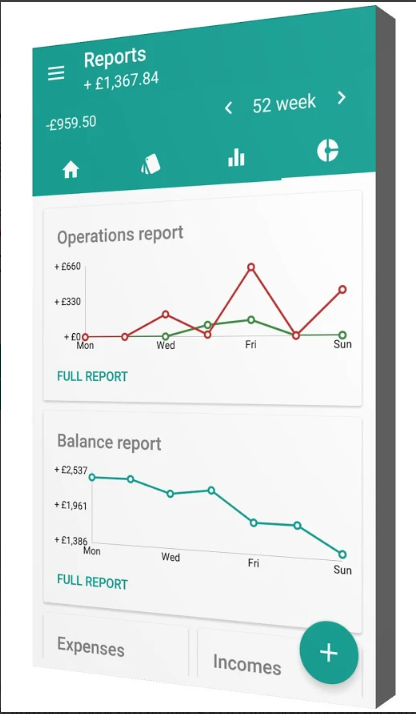 Reports
+ £1,367.84
-£959.50
52 week
Operations report
+ £660
+ £330
+ £0
Mon Wed Fri Sun
FULL REPORT
Balance report
+ £2,537
+ £1,961
+ £1,386
Mon Wed Fri Sun
FULL REPORT
Expenses
Incomes